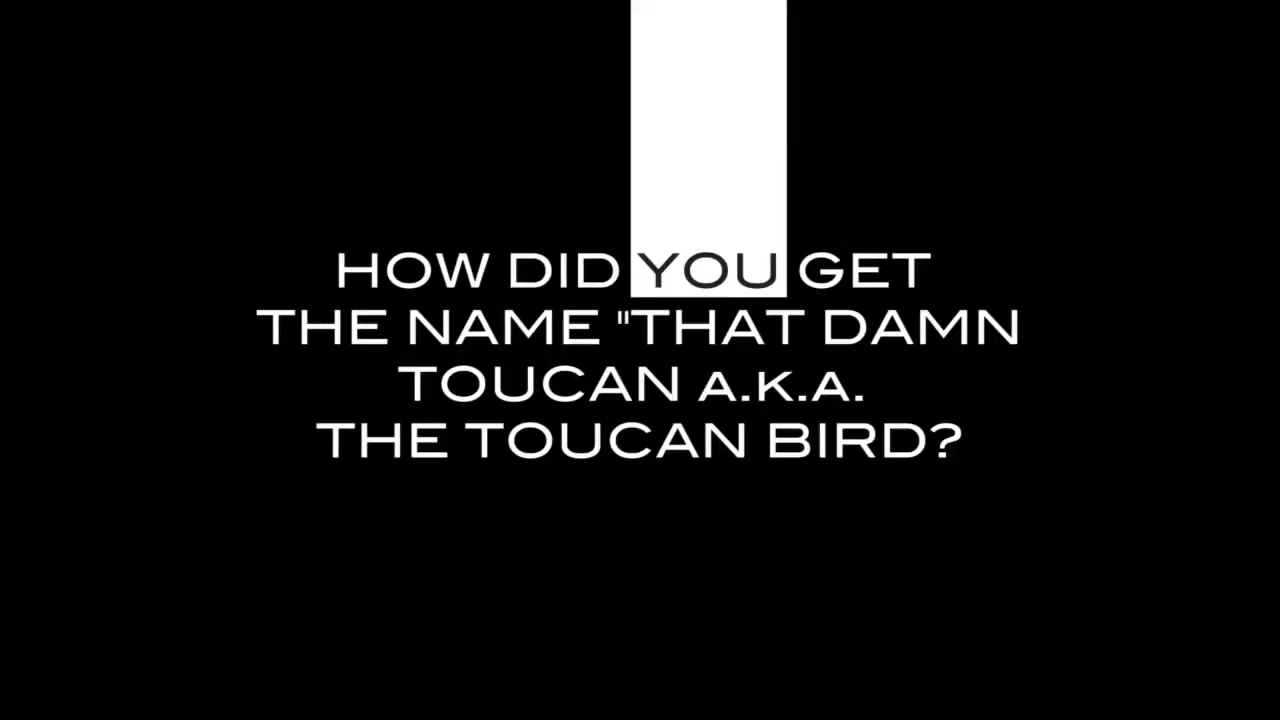 HOW DID YOU GET
THE NAME "THAT DAMN
TOUCAN A.K.A.
THE TOUCAN BIRD?